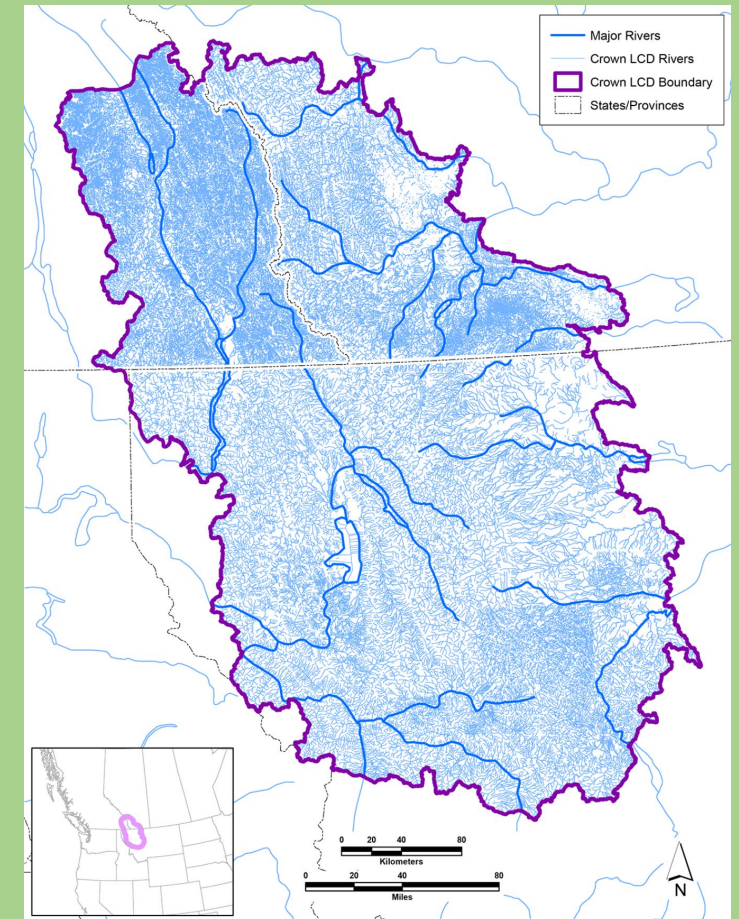 Major Rivers
Crown LCD Rivers
Crown LCD Boundary
States/Provinces
0 20 40 80
Kilometers
0 20 40 80
Miles
N